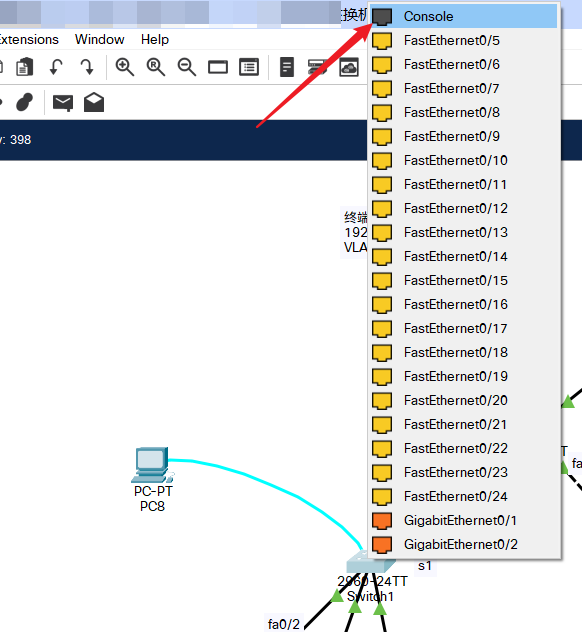 换机
Console
Extensions Window Help
FastEthernet0/5
FastEthernet0/6
FastEthernet0/7
FastEthernet0/8
FastEthernet0/9
: 398
FastEthernet0/10
FastEthernet0/11
FastEthernet0/12
终端
192
VLA
FastEthernet0/13
FastEthernet0/14
FastEthernet0/15
FastEthernet0/16
FastEthernet0/17
FastEthernet0/18
FastEthernet0/19
FastEthernet0/20
FastEthernet0/21
FastEthernet0/22
T
fa
FastEthernet0/23
FastEthernet0/24
GigabitEthernet0/1
GigabitEthernet0/2
PC-PT
PC8
s1
2960-24TT
Switch1
fa0/2